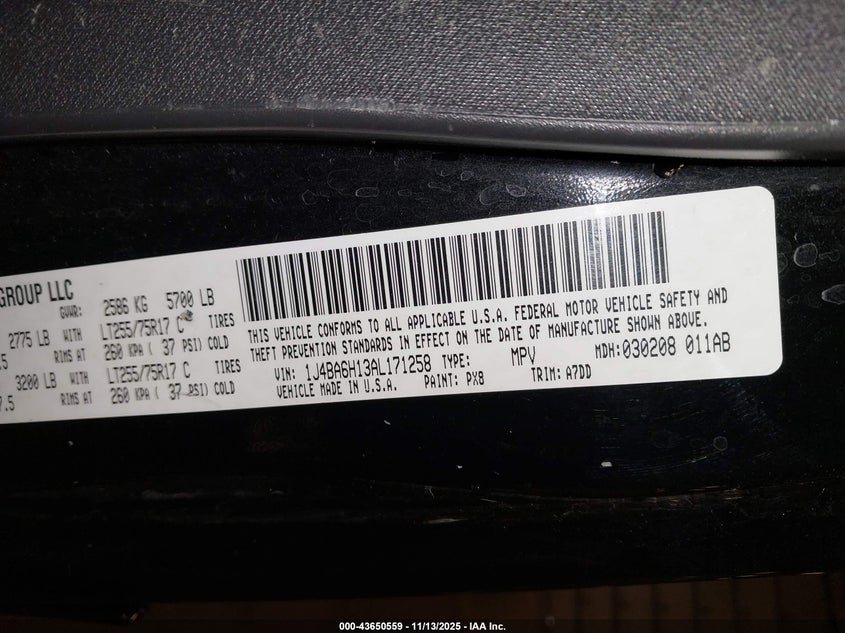 GROUP LLC
GVWR: 2586 KG 5700 LB
2775 LB WITH LT255/75R17 C TIRES
.5 RIMS AT 260 KPA ( 37 PSI) COLD
3200 LB WITH LT255/75R17 C TIRES
7.5 RIMS AT 260 KPA ( 37 PSI) COLD
THIS VEHICLE CONFORMS TO ALL APPLICABLE U.S.A. FEDERAL MOTOR VEHICLE SAFETY AND
THEFT PREVENTION STANDARDS IN EFFECT ON THE DATE OF MANUFACTURE SHOWN ABOVE.
VIN: 1J4BA6H13AL171258 TYPE: MPV MDH:030208 011AB
VEHICLE MADE IN U.S.A. PAINT: PX8 TRIM: A7DD
000-43650559 - 11/13/2025 - IAA Inc.